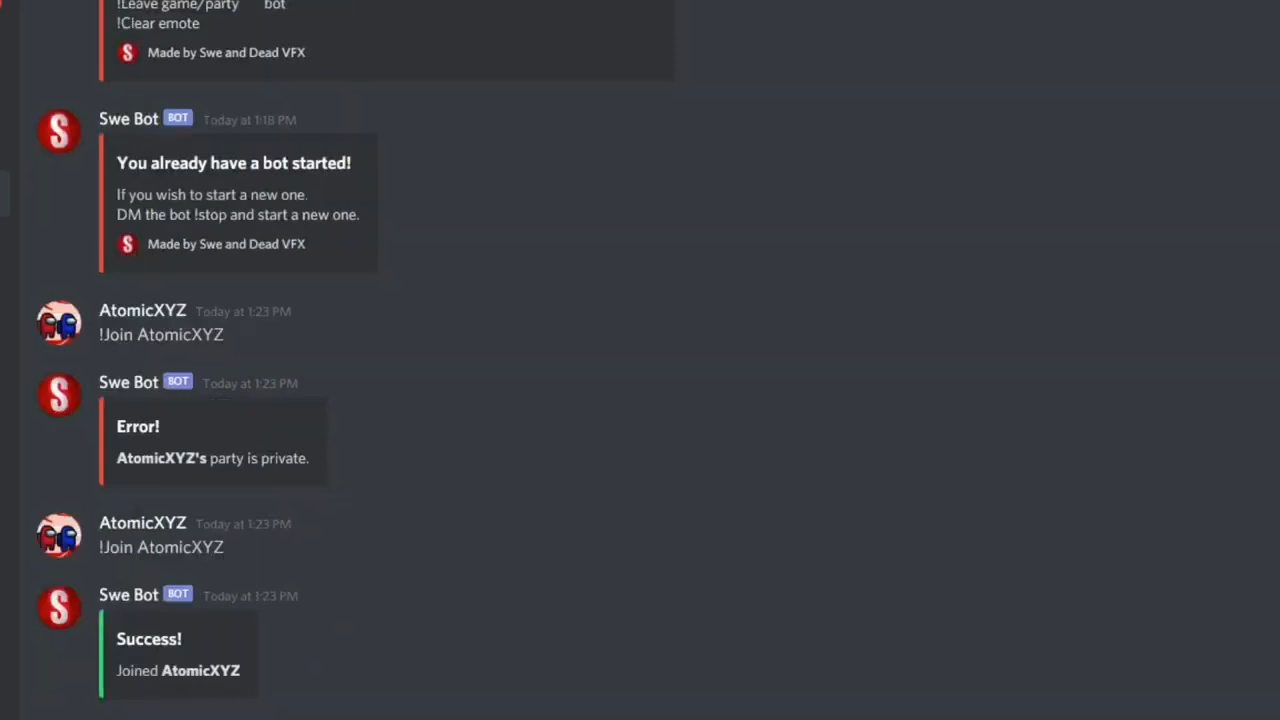 !Leave game/party bot
!Clear emote
S Made by Swe and Dead VFX
S Swe Bot BOT Today at 1:18 PM
You already have a bot started!
If you wish to start a new one.
DM the bot !stop and start a new one.
S Made by Swe and Dead VFX
AtomicXYZ Today at 1:23 PM
!Join AtomicXYZ
S Swe Bot BOT Today at 1:23 PM
Error!
AtomicXYZ's party is private.
AtomicXYZ Today at 1:23 PM
!Join AtomicXYZ
S Swe Bot BOT Today at 1:23 PM
Success!
Joined AtomicXYZ